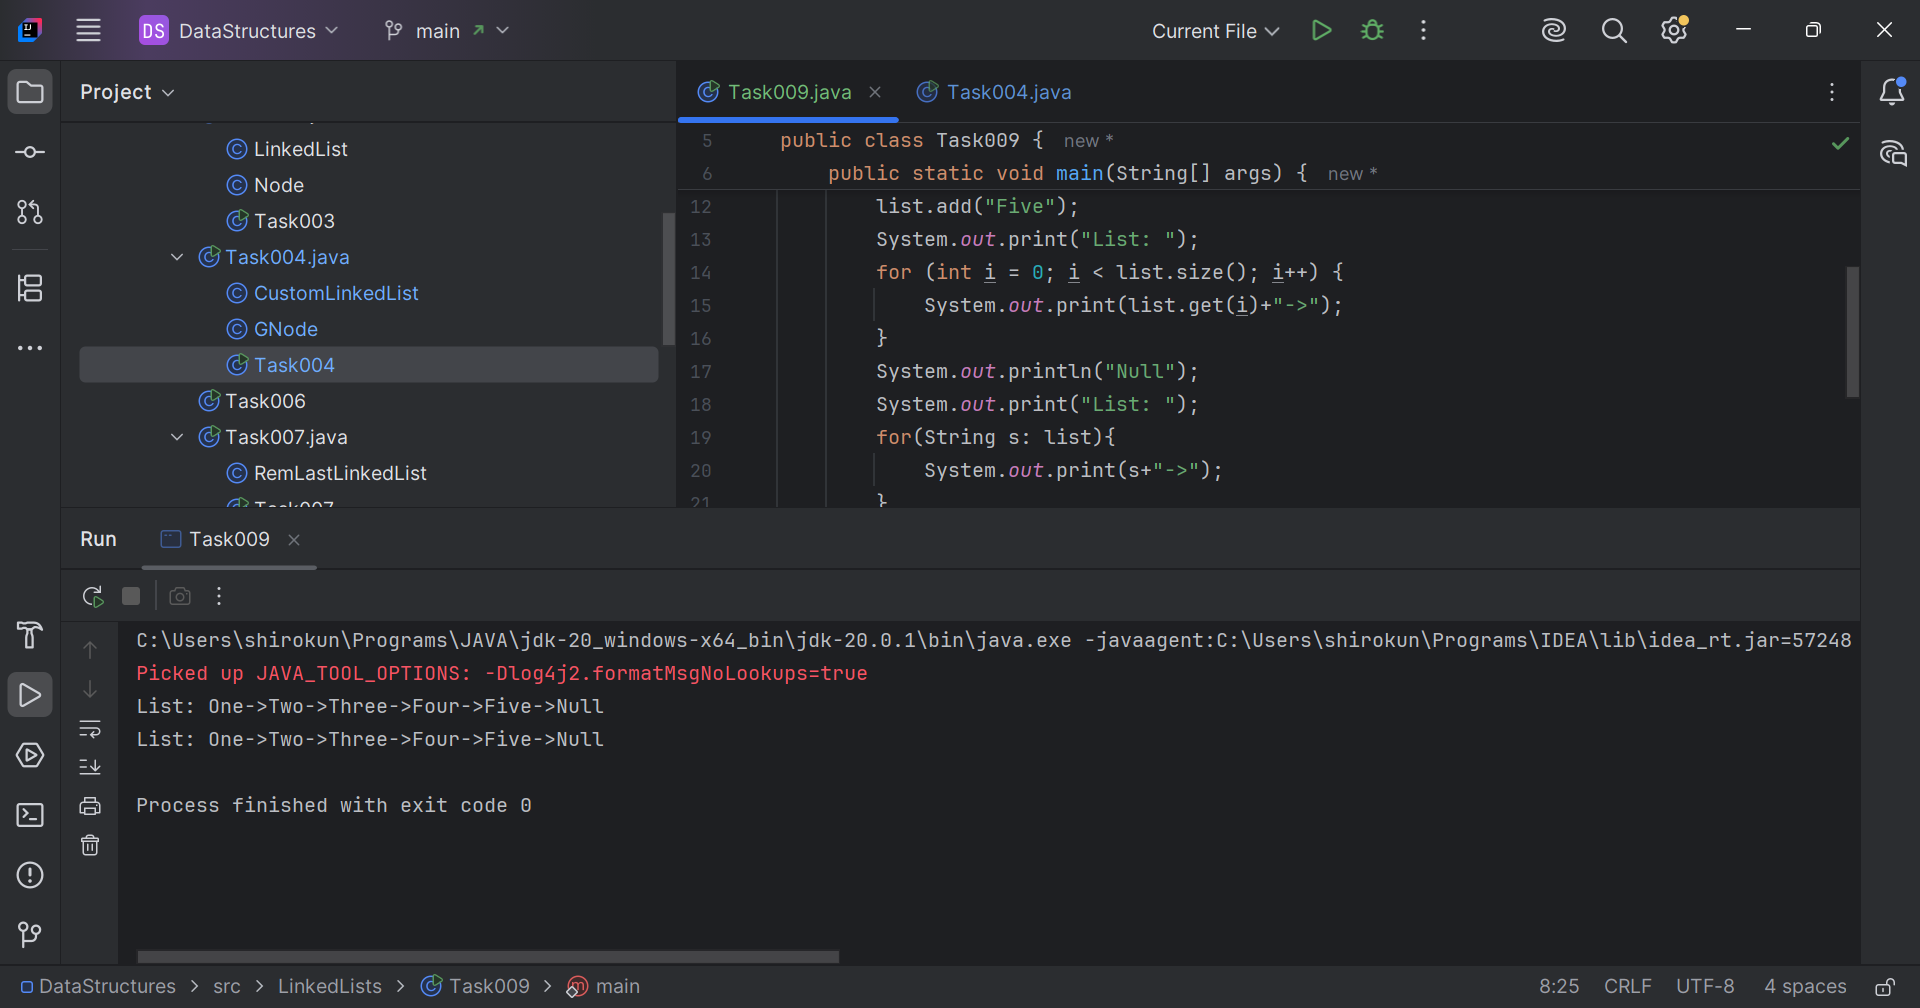 DS DataStructures main Current File
Project
LinkedList
Node
Task003
Task004.java
CustomLinkedList
GNode
Task004
Task006
Task007.java
RemLastLinkedList
Task007
Task009.java Task004.java
5 public class Task009 { new *
6 public static void main(String[] args) { new *
12 list.add("Five");
13 System.out.print("List: ");
14 for (int i = 0; i < list.size(); i++) {
15 System.out.print(list.get(i)+"->");
16 }
17 System.out.println("Null");
18 System.out.print("List: ");
19 for(String s: list){
20 System.out.print(s+"->");
21 }
Run Task009
C:\Users\shirokun\Programs\JAVA\jdk-20_windows-x64_bin\jdk-20.0.1\bin\java.exe -javaagent:C:\Users\shirokun\Programs\IDEA\lib\idea_rt.jar=57248
Picked up JAVA_TOOL_OPTIONS: -Dlog4j2.formatMsgNoLookups=true
List: One->Two->Three->Four->Five->Null
List: One->Two->Three->Four->Five->Null
Process finished with exit code 0
DataStructures > src > LinkedLists > Task009 > main 8:25 CRLF UTF-8 4 spaces